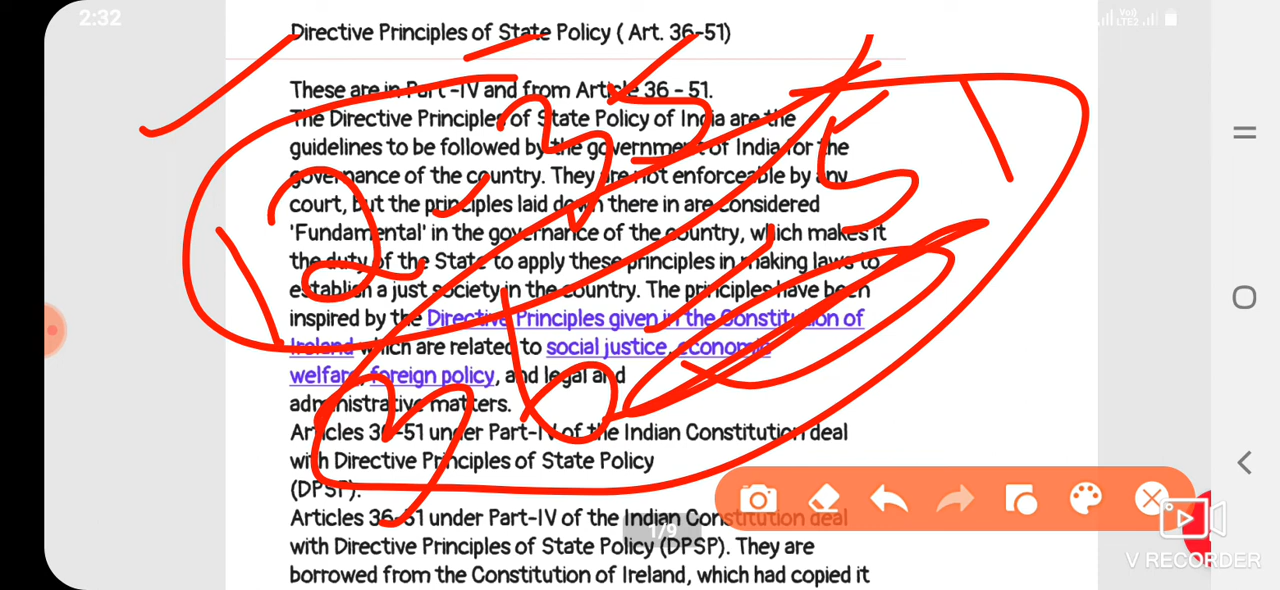 2:32
Vo))
LTE2
Directive Principles of State Policy ( Art. 36-51)
These are in Part -IV and from Article 36 - 51.
The Directive Principles of State Policy of India are the
guidelines to be followed by the government of India for the
governance of the country. They are not enforceable by any
court, but the principles laid down there in are considered
'Fundamental' in the governance of the country, which makes it
the duty of the State to apply these principles in making laws to
establish a just society in the country. The principles have been
inspired by the Directive Principles given in the Constitution of
Ireland which are related to social justice, economic
welfare, foreign policy, and legal and
administrative matters.
Articles 36-51 under Part-IV of the Indian Constitution deal
with Directive Principles of State Policy
(DPSP).
Articles 36-51 under Part-IV of the Indian Constitution deal
with Directive Principles of State Policy (DPSP). They are
borrowed from the Constitution of Ireland, which had copied it
1/9
V RECORDER